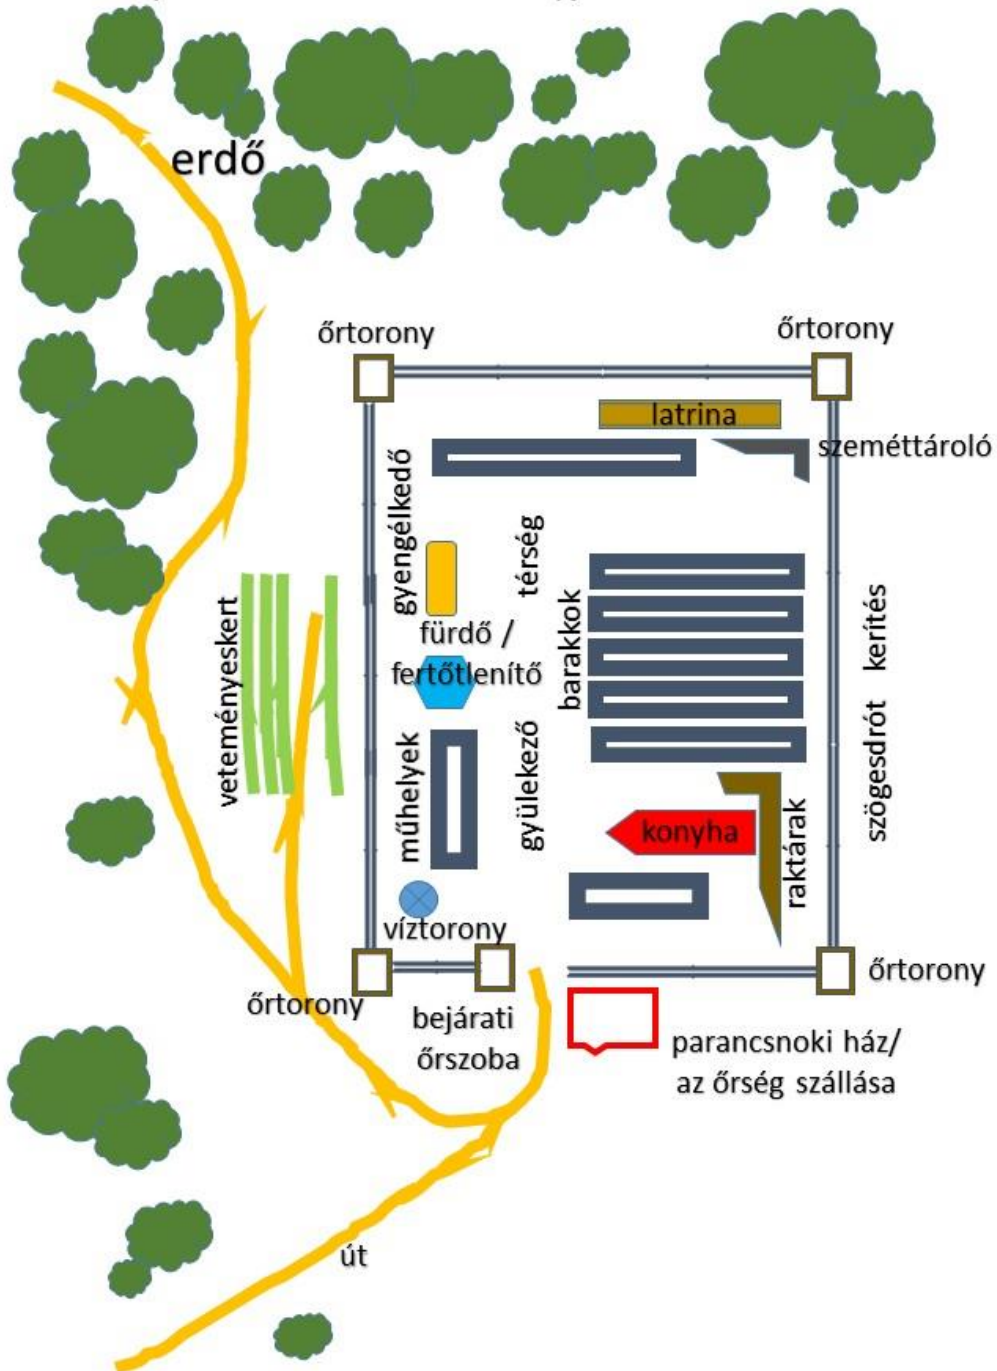 erdő
őrtorony
őrtorony
latrina
szeméttároló
gyengélkedő
térség
fürdő /
fertőtlenítő
barakkok
szögesdrót kerítés
veteményeskert
műhelyek
gyülekező
konyha
raktárak
víztorony
őrtorony
őrtorony
bejárati
őrszoba
parancsnoki ház/
az őrség szállása
út